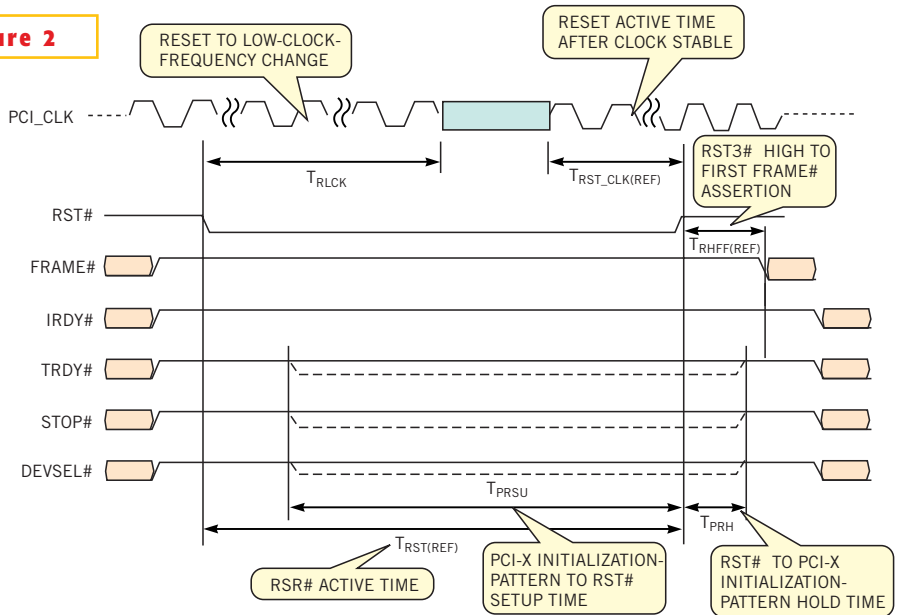 ure 2
RESET TO LOW-CLOCK-
FREQUENCY CHANGE
RESET ACTIVE TIME
AFTER CLOCK STABLE
PCI_CLK
RST3# HIGH TO
FIRST FRAME#
ASSERTION
TRLCK
TRST_CLK(REF)
RST#
TRHFF(REF)
FRAME#
IRDY#
TRDY#
STOP#
DEVSEL#
TPRSU
TPRH
TRST(REF)
RSR# ACTIVE TIME
PCI-X INITIALIZATION-
PATTERN TO RST#
SETUP TIME
RST# TO PCI-X
INITIALIZATION-
PATTERN HOLD TIME